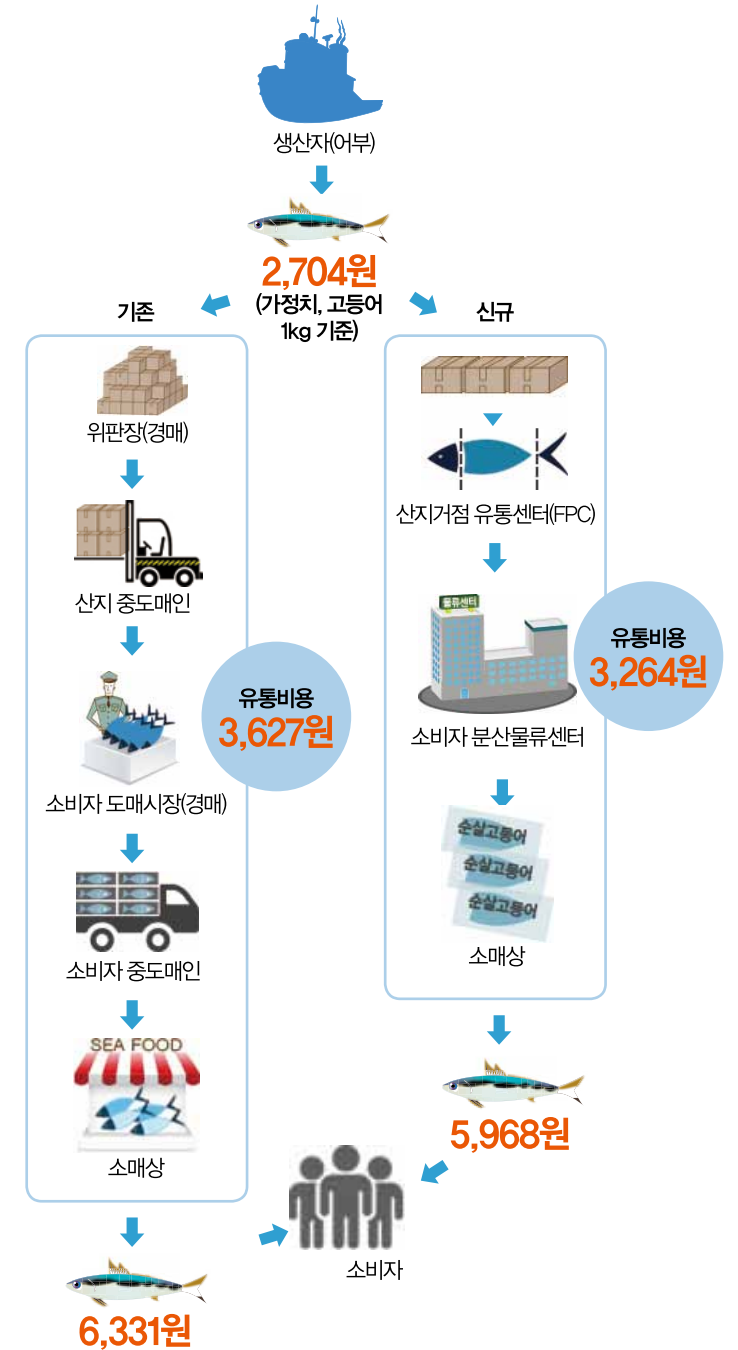 생산자(어부)
2,704원
(가정치, 고등어
1kg 기준)
기존
위판장(경매)
산지 중도매인
소비자 도매시장(경매)
소비자 중도매인
SEA FOOD
소매상
유통비용
3,627원
6,331원
신규
산지거점 유통센터(FPC)
물류센터
소비자 분산물류센터
순살고등어
순살고등어
순살고등어
소매상
유통비용
3,264원
5,968원
소비자